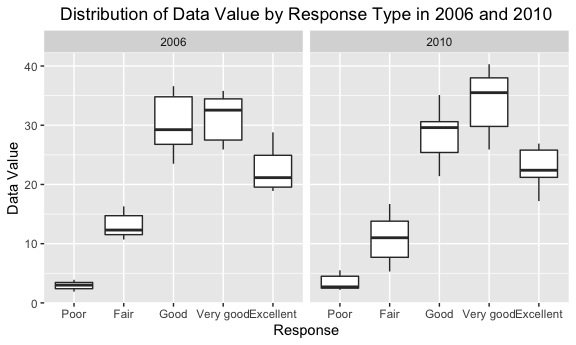 Distribution of Data Value by Response Type in 2006 and 2010
2006 2010
Data Value
40
30
20
10
0
Poor Fair Good Very good Excellent Poor Fair Good Very good Excellent
Response